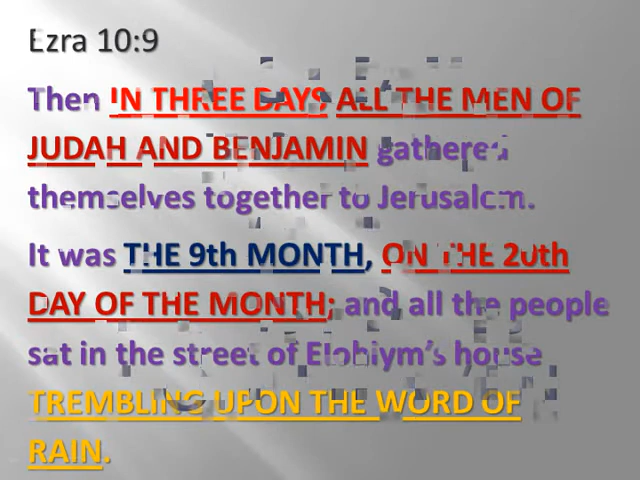 Ezra 10:9
Then IN THREE DAYS ALL THE MEN OF
JUDAH AND BENJAMIN gathered
themselves together to Jerusalem.
It was THE 9th MONTH, ON THE 20th
DAY OF THE MONTH; and all the people
sat in the street of Elohiym's house
TREMBLING UPON THE WORD OF
RAIN.